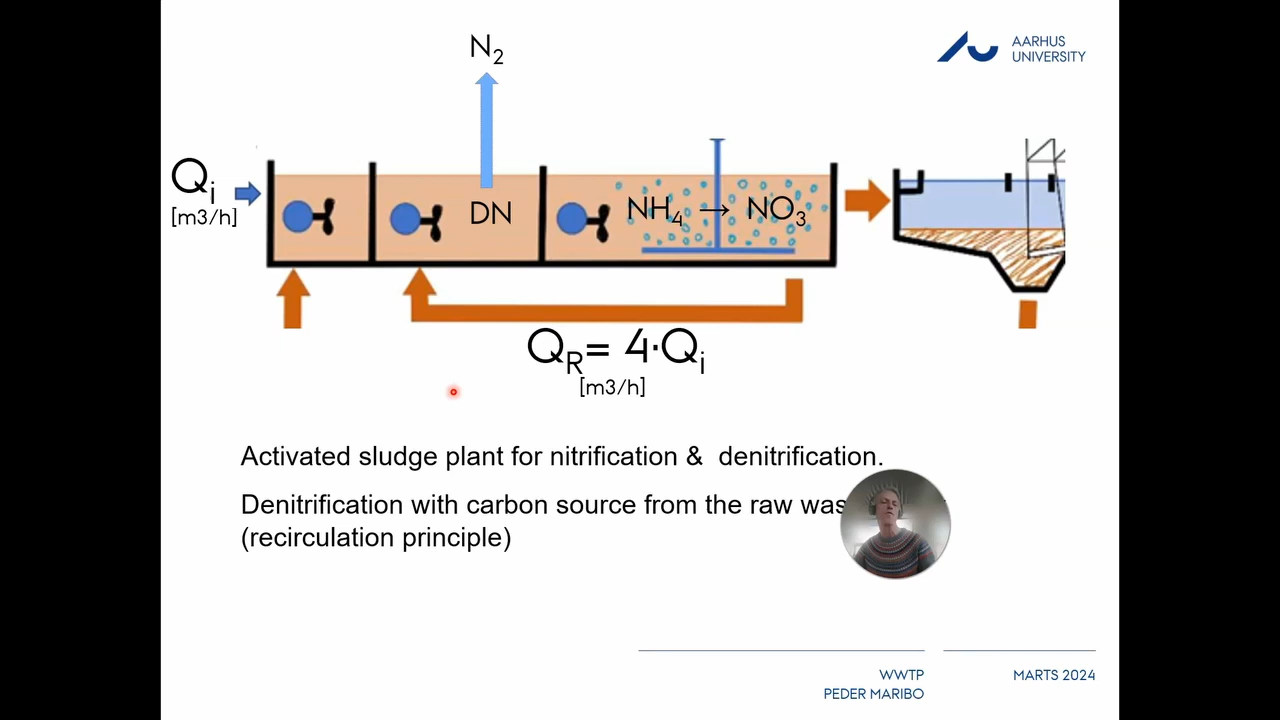 N2
AARHUS
UNIVERSITY
Qi
[m3/h]
DN
NH4 → NO3
QR= 4·Qi
[m3/h]
Activated sludge plant for nitrification & denitrification.
Denitrification with carbon source from the raw
(recirculation principle)
WWTP
PEDER MARIBO
MARTS 2024